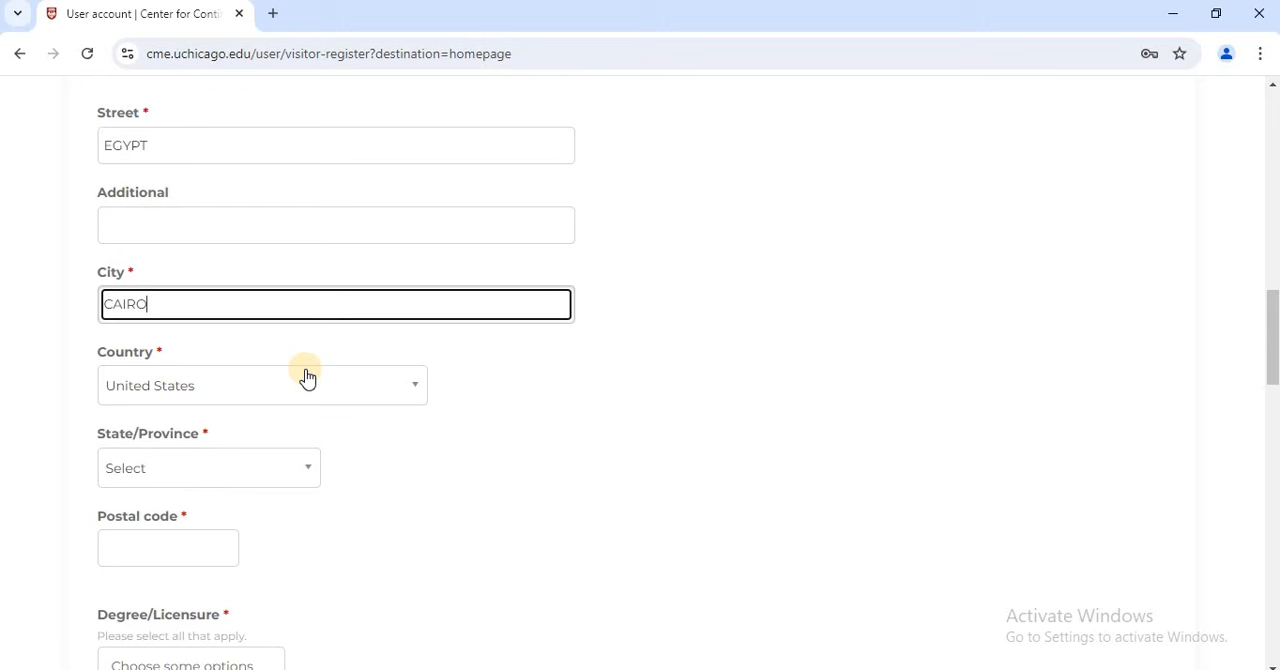 User account | Center for Conti
cme.uchicago.edu/user/visitor-register?destination=homepage
Street *
EGYPT
Additional
City *
CAIRO
Country *
United States
State/Province *
Select
Postal code *
Degree/Licensure *
Please select all that apply.
Choose some options
Activate Windows
Go to Settings to activate Windows.